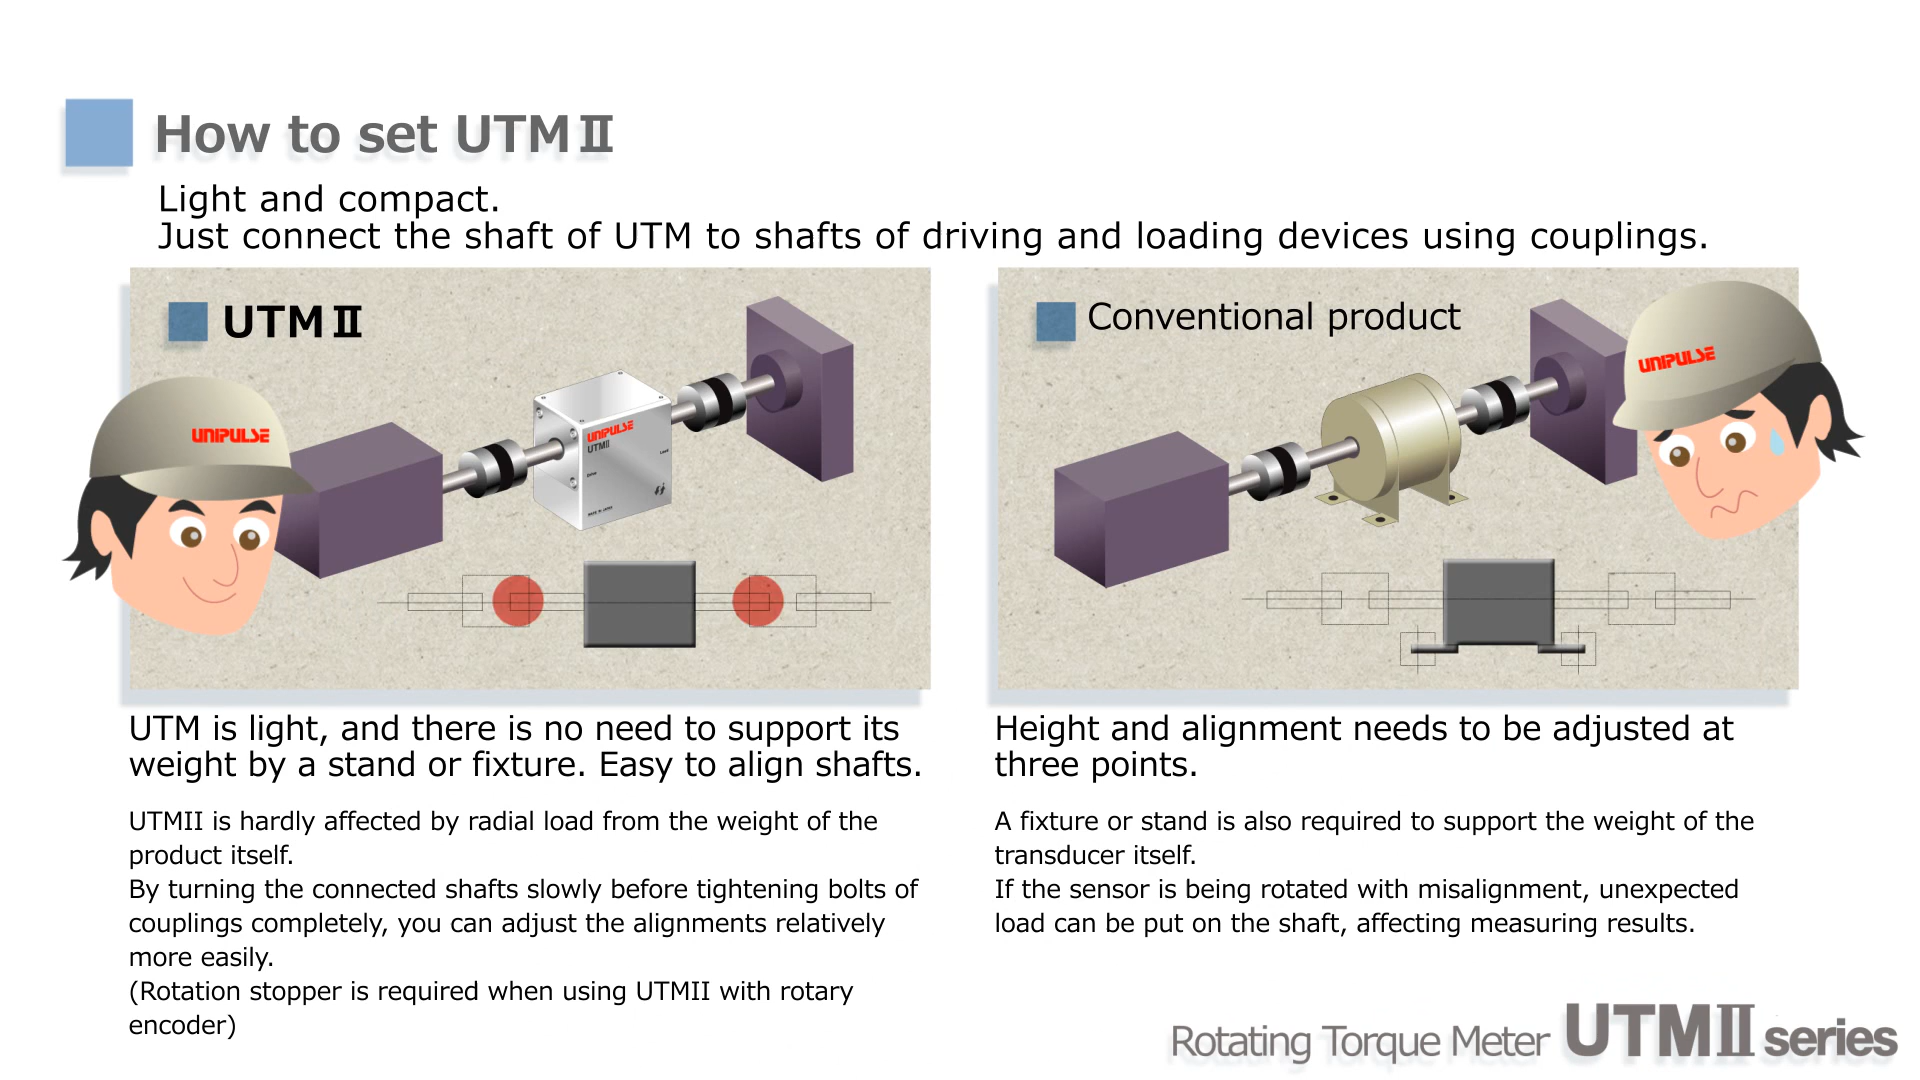 How to set UTMⅡ
Light and compact.
Just connect the shaft of UTM to shafts of driving and loading devices using couplings.
UTMⅡ
UNIPULSE
UNIPULSE
UTMⅡ
Load
Drive
MADE IN JAPAN
Conventional product
UNIPULSE
UTM is light, and there is no need to support its
weight by a stand or fixture. Easy to align shafts.
UTMII is hardly affected by radial load from the weight of the
product itself.
By turning the connected shafts slowly before tightening bolts of
couplings completely, you can adjust the alignments relatively
more easily.
(Rotation stopper is required when using UTMII with rotary
encoder)
Height and alignment needs to be adjusted at
three points.
A fixture or stand is also required to support the weight of the
transducer itself.
If the sensor is being rotated with misalignment, unexpected
load can be put on the shaft, affecting measuring results.
Rotating Torque Meter UTMⅡ series